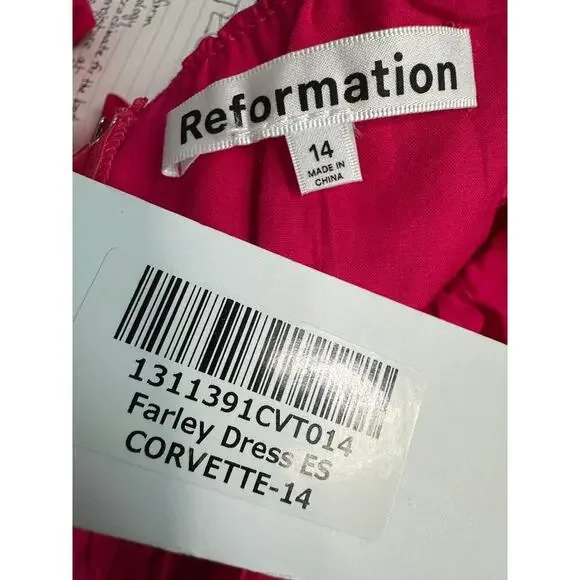 Reformation
14
MADE IN
CHINA
1311391CVT014
Farley Dress ES
CORVETTE-14